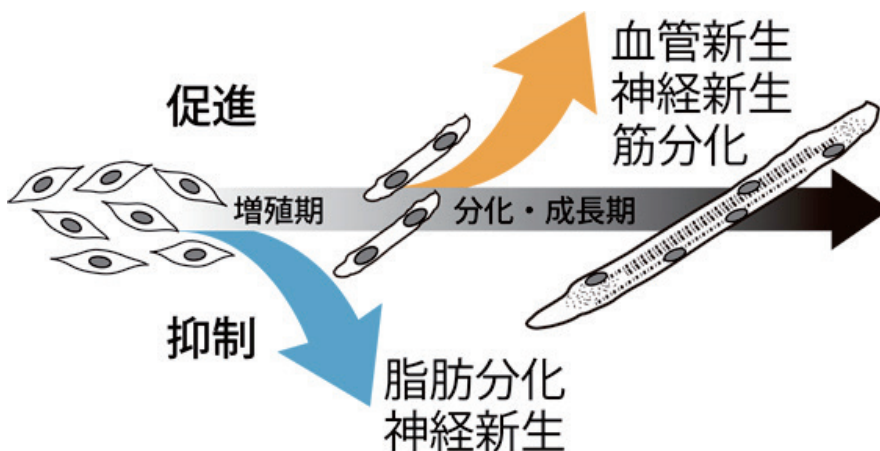 促進
血管新生
神経新生
筋分化
増殖期
分化・成長期
抑制
脂肪分化
神経新生